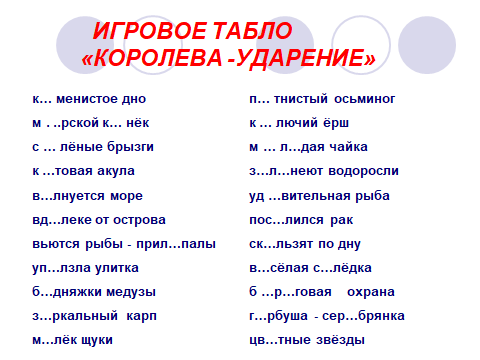 ИГРОВОЕ ТАБЛО
«КОРОЛЕВА -УДАРЕНИЕ»
к… менистое дно
м . ..рской к… нёк
с … лёные брызги
к …товая акула
в…лнуется море
вд…леке от острова
вьются рыбы - прил…палы
уп…лзла улитка
б…дняжки медузы
з…ркальный карп
м…лёк щуки
п… тнистый осьминог
к … лючий ёрш
м … л…дая чайка
з…л…неют водоросли
уд …вительная рыба
пос…лился рак
ск…льзят по дну
в…сёлая с…лёдка
б …р…говая охрана
г…рбуша - сер…брянка
цв…тные звёзды